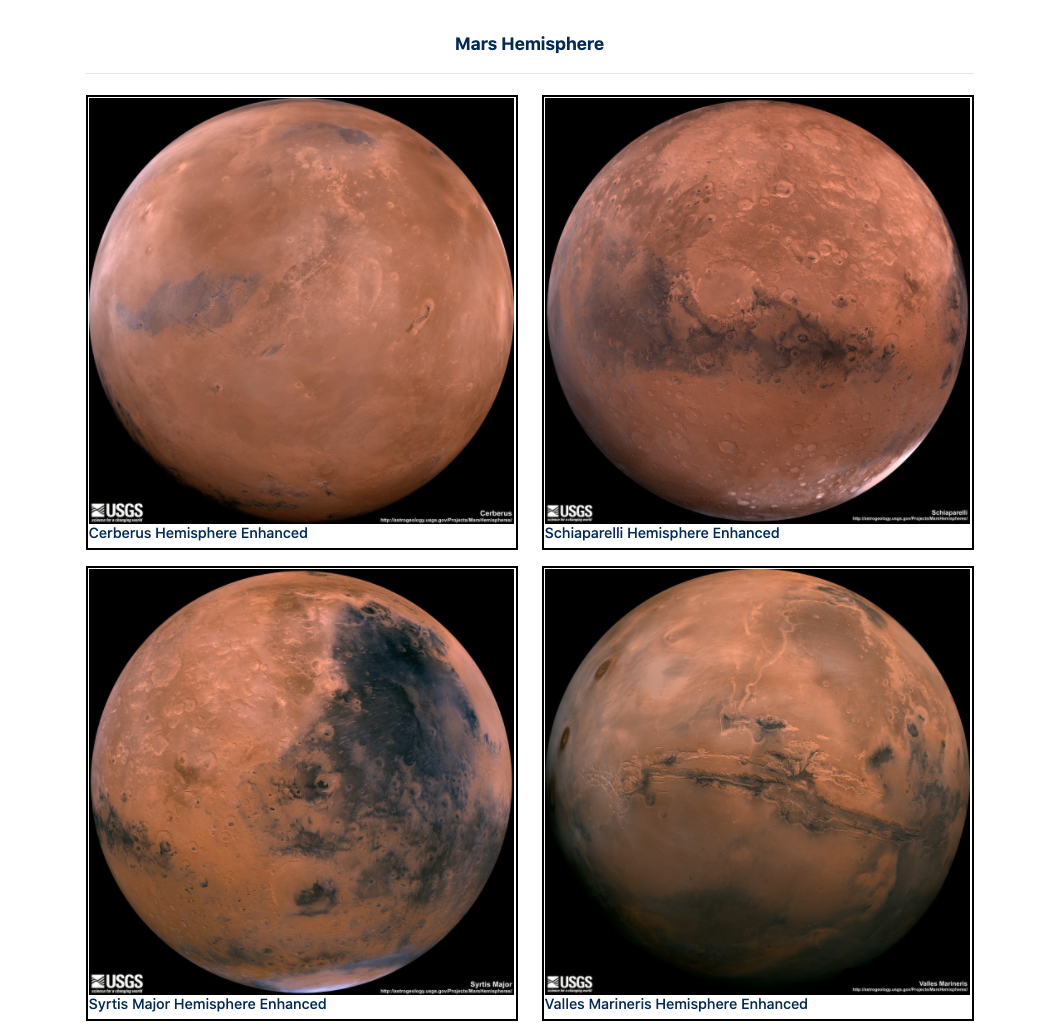 Mars Hemisphere
USGS
science for a changing world
Cerberus
http://astrogeology.usgs.gov/Projects/MarsHemispheres/
Cerberus Hemisphere Enhanced
USGS
science for a changing world
Schiaparelli
http://astrogeology.usgs.gov/Projects/MarsHemispheres/
Schiaparelli Hemisphere Enhanced
USGS
science for a changing world
Syrtis Major
http://astrogeology.usgs.gov/Projects/MarsHemispheres/
Syrtis Major Hemisphere Enhanced
USGS
science for a changing world
Valles Marineris
http://astrogeology.usgs.gov/Projects/MarsHemispheres/
Valles Marineris Hemisphere Enhanced